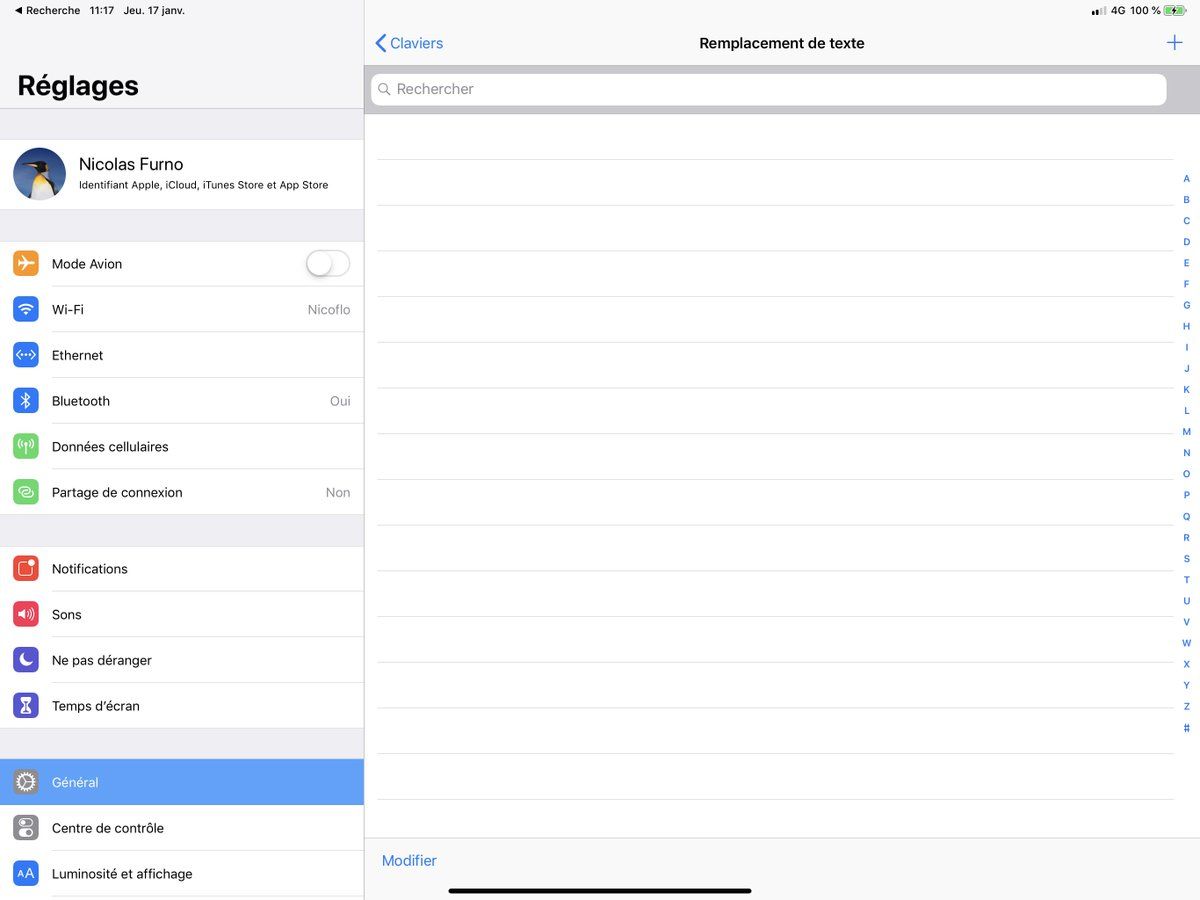 ◀ Recherche 11:17 Jeu. 17 janv.
4G 100 %
Réglages
Nicolas Furno
Identifiant Apple, iCloud, iTunes Store et App Store
Mode Avion
Wi-Fi Nicoflo
Ethernet
Bluetooth Oui
Données cellulaires
Partage de connexion Non
Notifications
Sons
Ne pas déranger
Temps d’écran
Général
Centre de contrôle
AA Luminosité et affichage
Claviers Remplacement de texte +
Rechercher
A
B
C
D
E
F
G
H
I
J
K
L
M
N
O
P
Q
R
S
T
U
V
W
X
Y
Z
#
Modifier